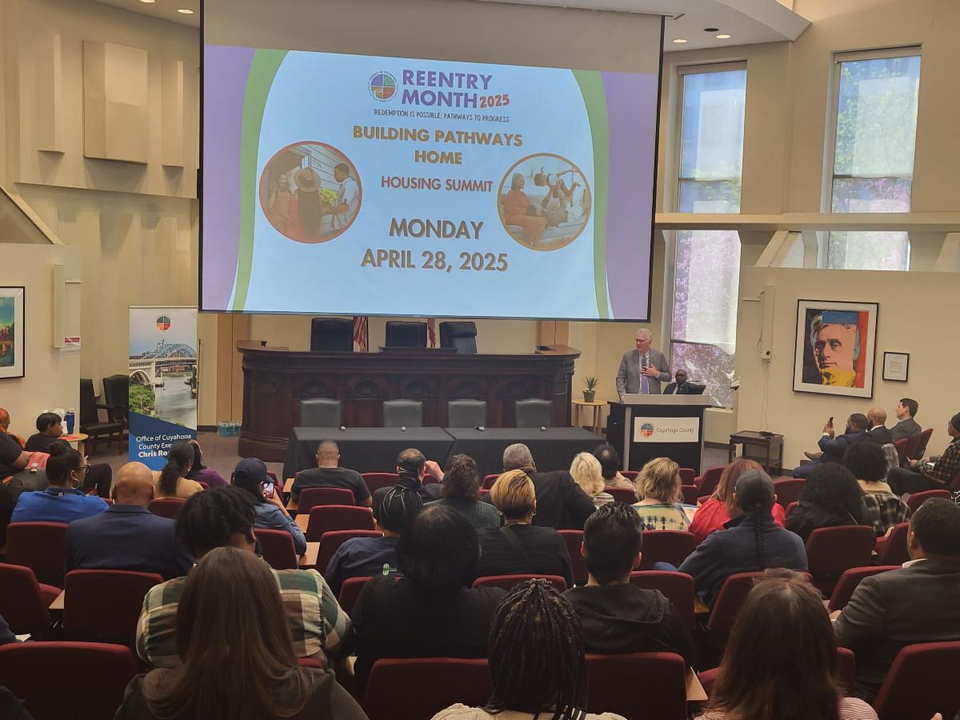 REENTRY
MONTH 2025
REDEMPTION IS POSSIBLE: PATHWAYS TO PROGRESS
BUILDING PATHWAYS
HOME
HOUSING SUMMIT
MONDAY
APRIL 28, 2025
Office of Cuyahoga
County Exec
Chris Ro
Cuyahoga County